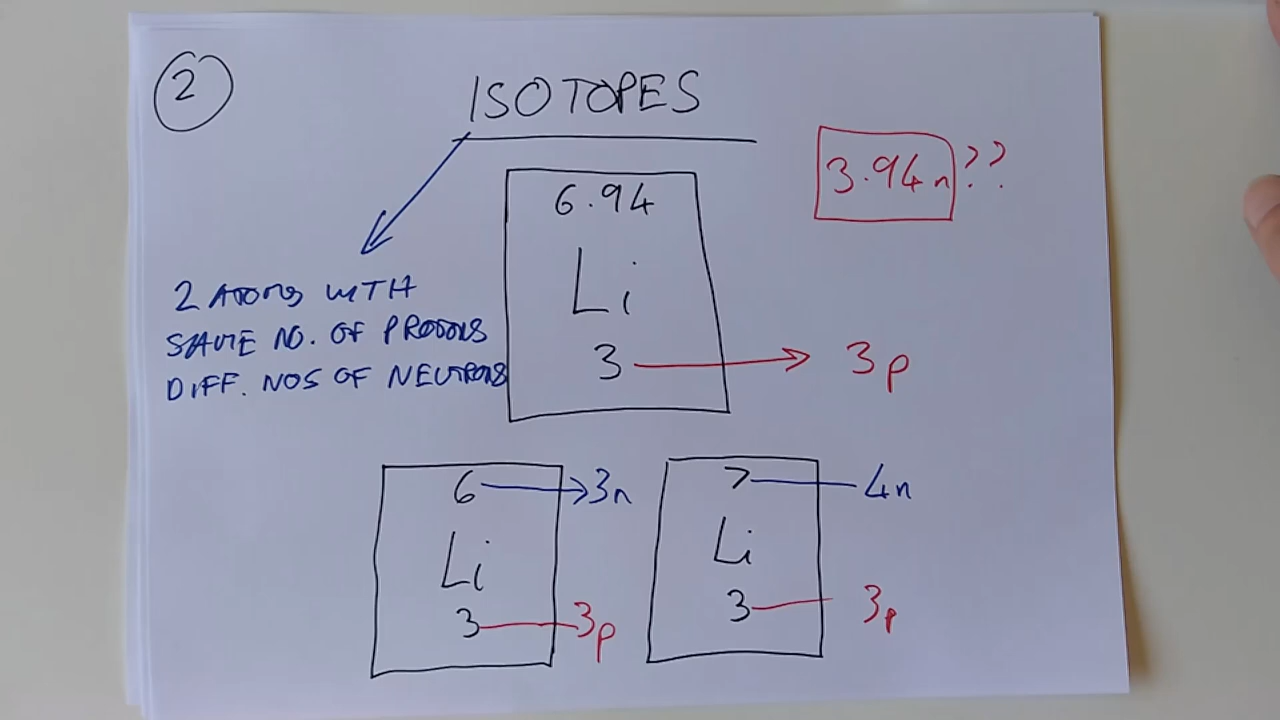 2
ISOTOPES
3.94n??
6.94
Li
3
3p
2 ATOMS WITH
SAME NO. OF PROTONS
DIFF. NOS OF NEUTRONS
6
3n
Li
3
3p
7
4n
Li
3
3p